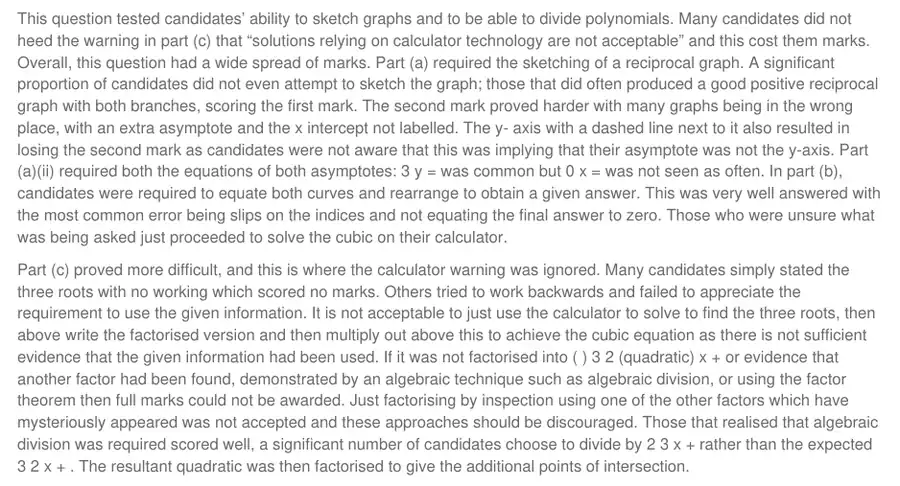 This question tested candidates’ ability to sketch graphs and to be able to divide polynomials. Many candidates did not
heed the warning in part (c) that “solutions relying on calculator technology are not acceptable” and this cost them marks.
Overall, this question had a wide spread of marks. Part (a) required the sketching of a reciprocal graph. A significant
proportion of candidates did not even attempt to sketch the graph; those that did often produced a good positive reciprocal
graph with both branches, scoring the first mark. The second mark proved harder with many graphs being in the wrong
place, with an extra asymptote and the x intercept not labelled. The y- axis with a dashed line next to it also resulted in
losing the second mark as candidates were not aware that this was implying that their asymptote was not the y-axis. Part
(a)(ii) required both the equations of both asymptotes: 3 y = was common but 0 x = was not seen as often. In part (b),
candidates were required to equate both curves and rearrange to obtain a given answer. This was very well answered with
the most common error being slips on the indices and not equating the final answer to zero. Those who were unsure what
was being asked just proceeded to solve the cubic on their calculator.
Part (c) proved more difficult, and this is where the calculator warning was ignored. Many candidates simply stated the
three roots with no working which scored no marks. Others tried to work backwards and failed to appreciate the
requirement to use the given information. It is not acceptable to just use the calculator to solve to find the three roots, then
above write the factorised version and then multiply out above this to achieve the cubic equation as there is not sufficient
evidence that the given information had been used. If it was not factorised into ( ) 3 2 (quadratic) x + or evidence that
another factor had been found, demonstrated by an algebraic technique such as algebraic division, or using the factor
theorem then full marks could not be awarded. Just factorising by inspection using one of the other factors which have
mysteriously appeared was not accepted and these approaches should be discouraged. Those that realised that algebraic
division was required scored well, a significant number of candidates choose to divide by 2 3 x + rather than the expected
3 2 x + . The resultant quadratic was then factorised to give the additional points of intersection.